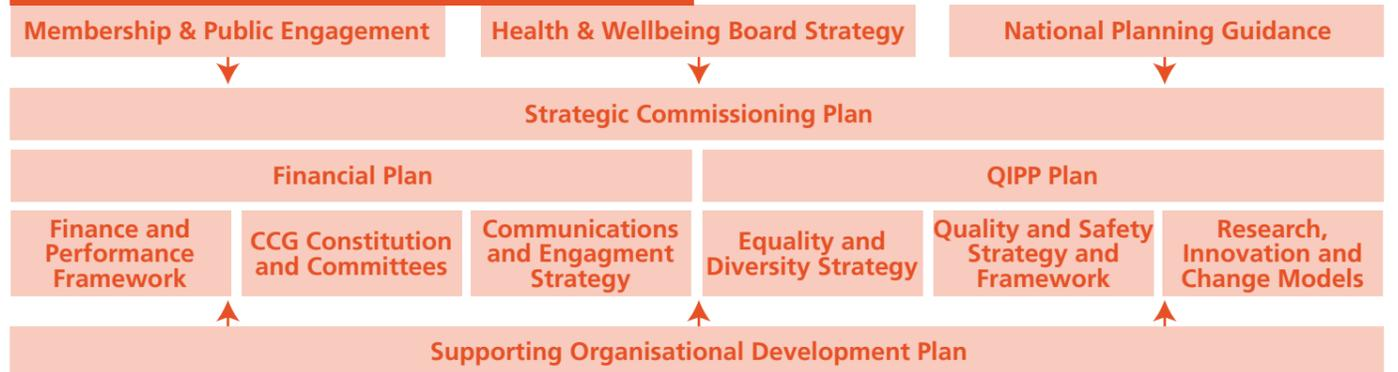 Membership & Public Engagement
Health & Wellbeing Board Strategy
National Planning Guidance
Strategic Commissioning Plan
Financial Plan
QIPP Plan
Finance and
Performance
Framework
CCG Constitution
and Committees
Communications
and Engagment
Strategy
Equality and
Diversity Strategy
Quality and Safety
Strategy and
Framework
Research,
Innovation and
Change Models
Supporting Organisational Development Plan